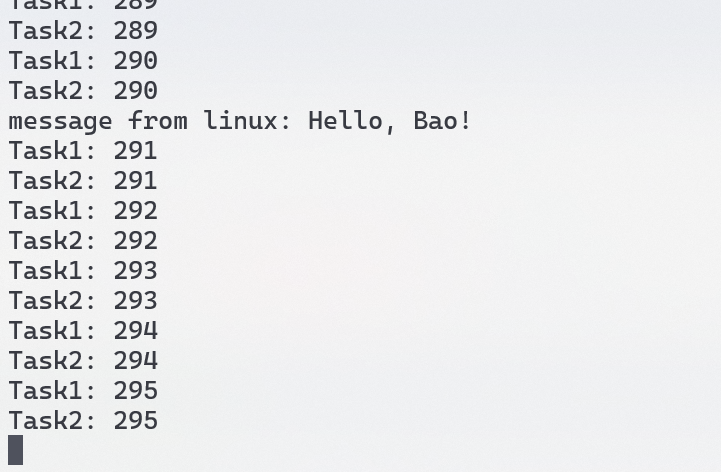 Task1: 289
Task2: 289
Task1: 290
Task2: 290
message from linux: Hello, Bao!
Task1: 291
Task2: 291
Task1: 292
Task2: 292
Task1: 293
Task2: 293
Task1: 294
Task2: 294
Task1: 295
Task2: 295